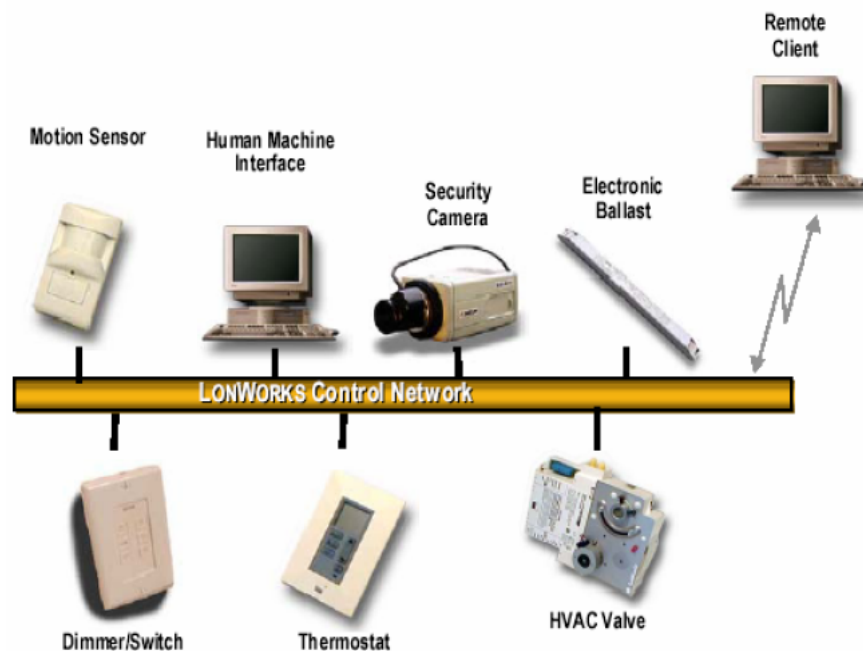 Remote
Client
Motion Sensor
Human Machine
Interface
Security
Camera
Electronic
Ballast
LONWORKS Control Network
Dimmer/Switch
Thermostat
HVAC Valve